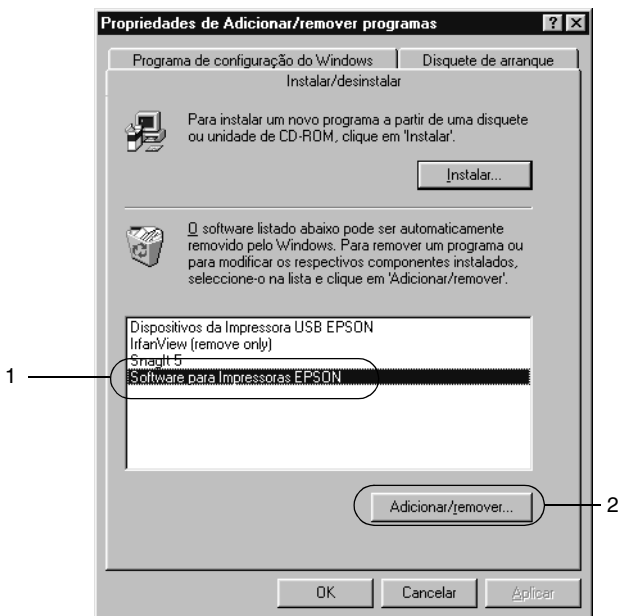 Propriedades de Adicionar/remover programas
Programa de configuração do Windows
Disquete de arranque
Instalar/desinstalar
Para instalar um novo programa a partir de uma disquete
ou unidade de CD-ROM, clique em 'Instalar'.
Instalar...
O software listado abaixo pode ser automaticamente
removido pelo Windows. Para remover um programa ou
para modificar os respectivos componentes instalados,
seleccione-o na lista e clique em 'Adicionar/remover'.
Dispositivos da Impressora USB EPSON
IrfanView (remove only)
SnagIt 5
1
Software para Impressoras EPSON
Adicionar/remover...
2
OK
Cancelar
Aplicar